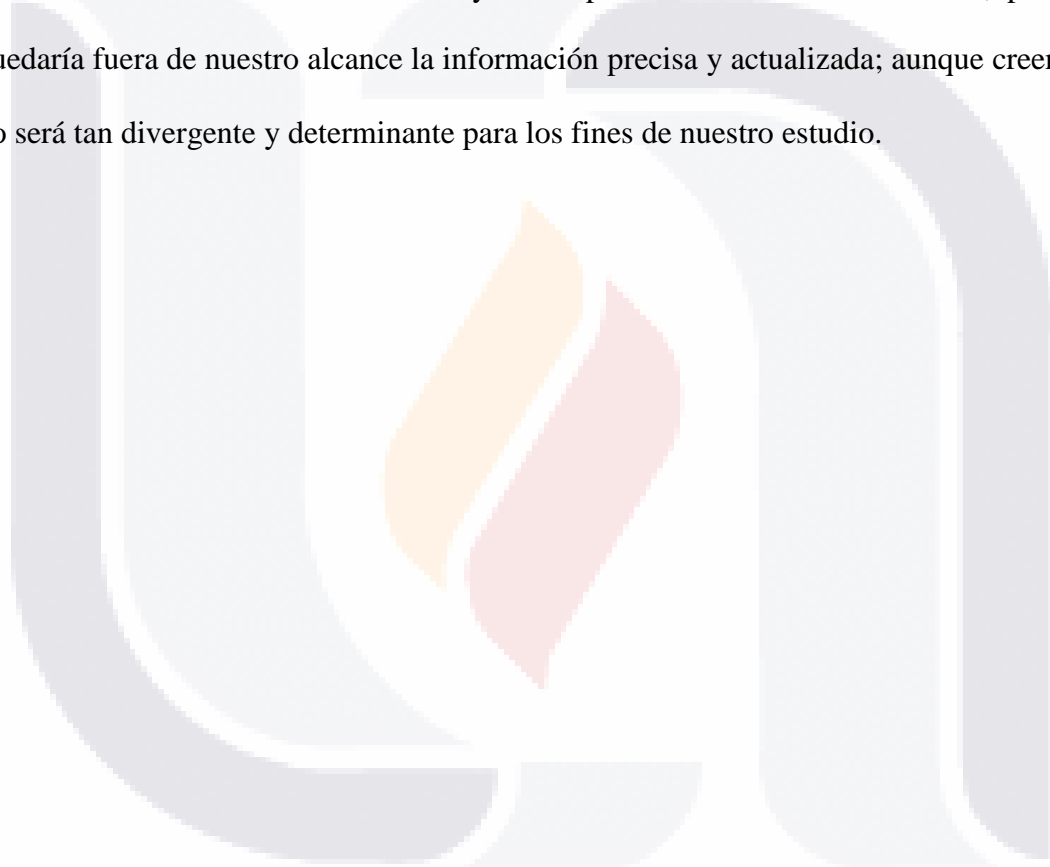 uedaría fuera de nuestro alcance la información precisa y actualizada; aunque creer
o será tan divergente y determinante para los fines de nuestro estudio.